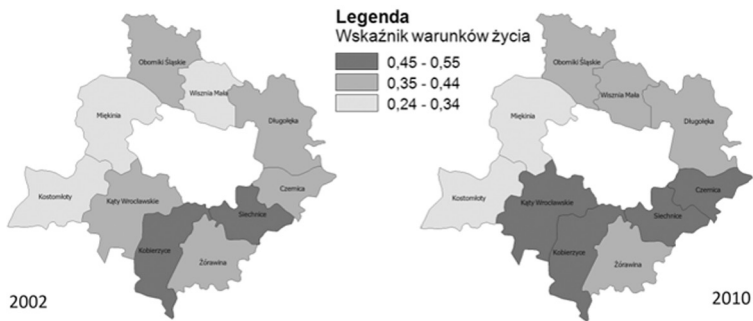 Legenda
Wskaźnik warunków życia
0,45 - 0,55
0,35 - 0,44
0,24 - 0,34
Oborniki Śląskie
Wisznia Mała
Długołęka
Miękinia
Kostomłoty
Kąty Wrocławskie
Czernica
Siechnice
Kobierzyce
Żórawina
2002
Oborniki Śląskie
Wisznia Mała
Długołęka
Miękinia
Kostomłoty
Kąty Wrocławskie
Czernica
Siechnice
Kobierzyce
Żórawina
2010